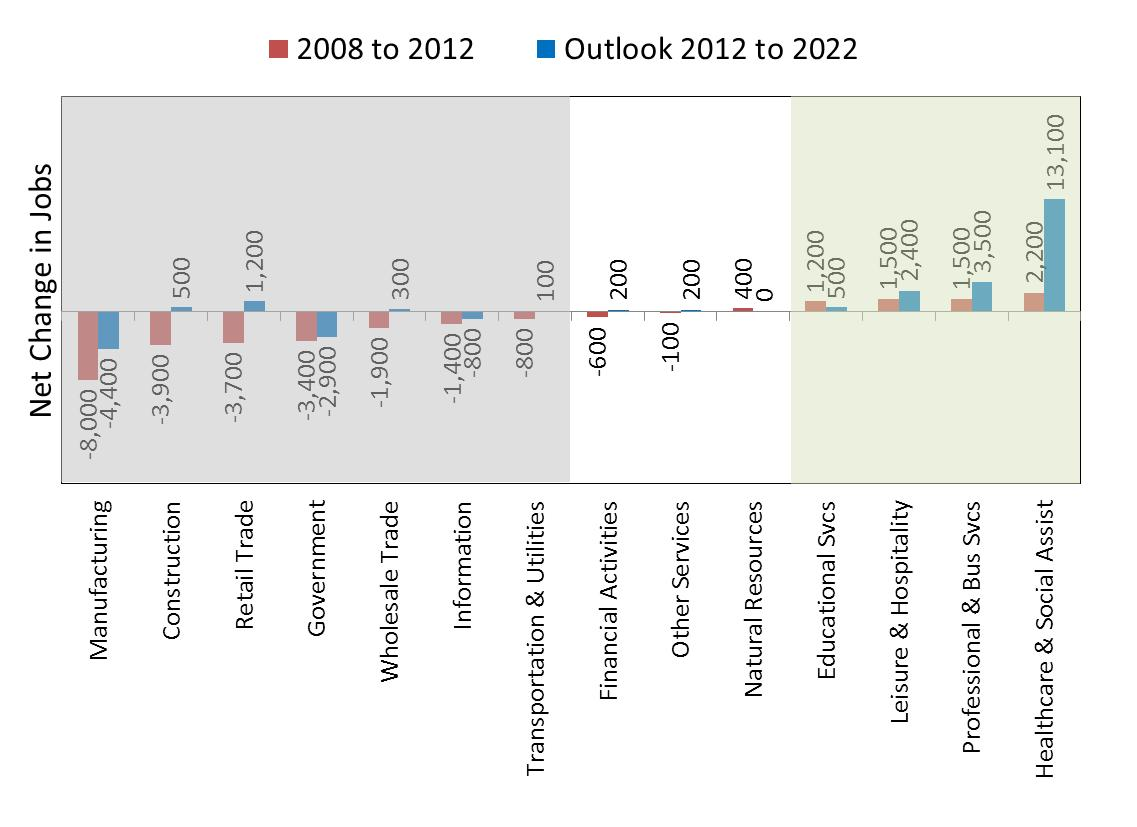 2008 to 2012
Outlook 2012 to 2022
Net Change in Jobs
-8,000
-4,400
-3,900
500
-3,700
1,200
-3,400
-2,900
-1,900
300
-1,400
-800
-800
100
-600
200
-100
200
400
0
1,200
500
1,500
2,400
1,500
3,500
2,200
13,100
Manufacturing
Construction
Retail Trade
Government
Wholesale Trade
Information
Transportation & Utilities
Financial Activities
Other Services
Natural Resources
Educational Svcs
Leisure & Hospitality
Professional & Bus Svcs
Healthcare & Social Assist